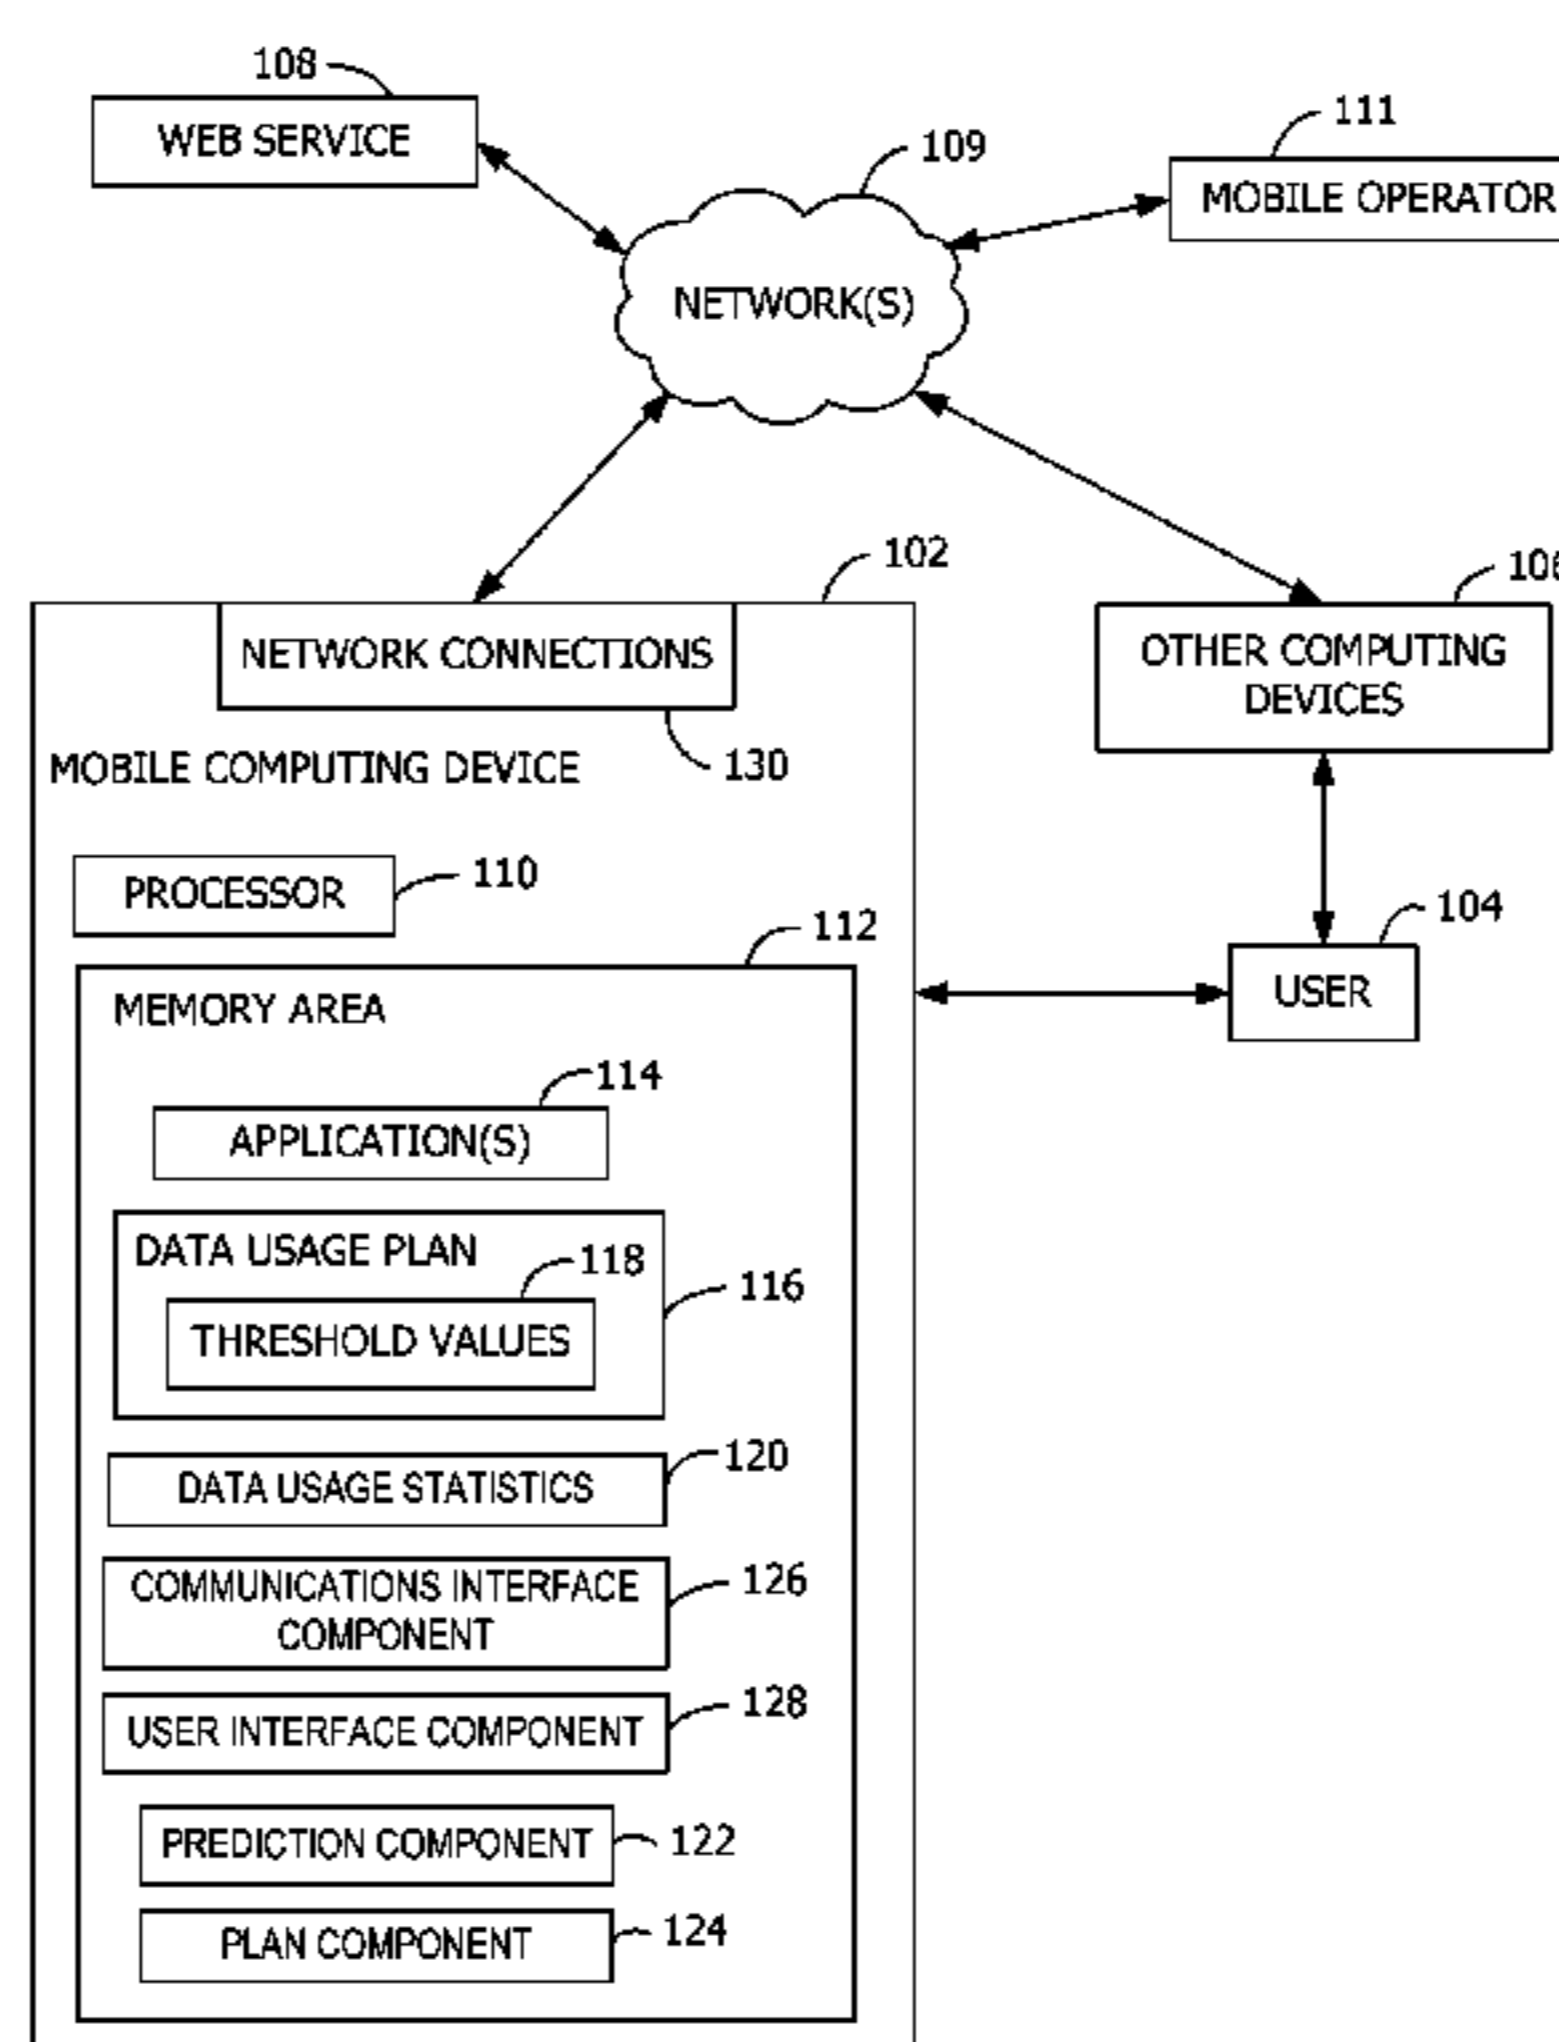 108
WEB SERVICE
111
MOBILE OPERATOR
109
NETWORK(S)
102
106
NETWORK CONNECTIONS
OTHER COMPUTING
DEVICES
130
MOBILE COMPUTING DEVICE
PROCESSOR
110
112
104
MEMORY AREA
USER
114
APPLICATION(S)
DATA USAGE PLAN
118
116
THRESHOLD VALUES
120
DATA USAGE STATISTICS
COMMUNICATIONS INTERFACE
COMPONENT
126
128
USER INTERFACE COMPONENT
PREDICTION COMPONENT
122
PLAN COMPONENT
124